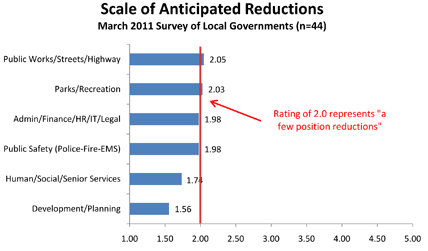 Scale of Anticipated Reductions
March 2011 Survey of Local Governments (n=44)
Public Works/Streets/Highway 2.05
Parks/Recreation 2.03
Rating of 2.0 represents "a
few position reductions"
Admin/Finance/HR/IT/Legal 1.98
Public Safety (Police-Fire-EMS) 1.98
Human/Social/Senior Services 1.74
Development/Planning 1.56
1.00 1.50 2.00 2.50 3.00 3.50 4.00 4.50 5.00